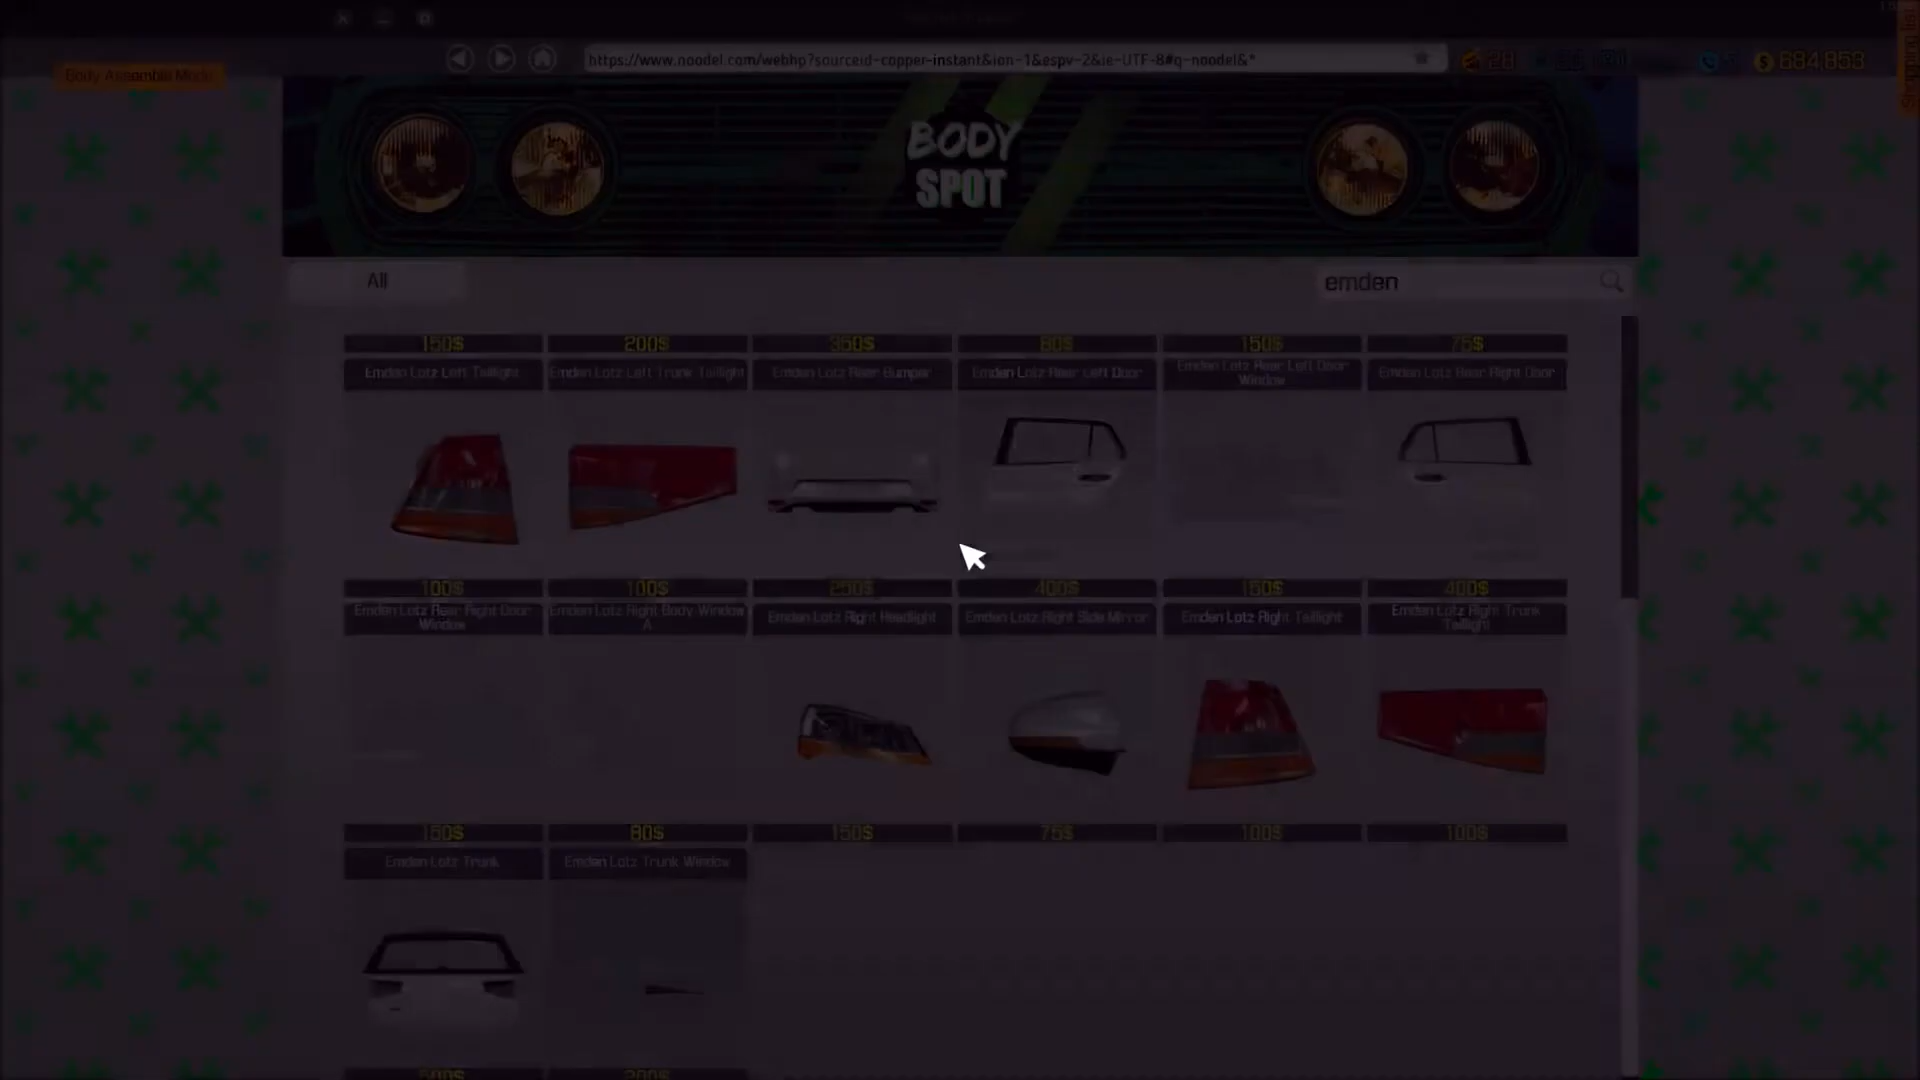 https://www.noodel.com/webhp?sourceid-copper-instant&ion-1&espv-2&ie-UTF-8#q-noodel&*
28
684,853
Body Assemble Mode
BODY
SPOT
All
emden
150$ 200$ 350$ 80$ 150$ 75$
Emden Lotz Left Taillight
Emden Lotz Left Trunk Taillight
Emden Lotz Rear Bumper
Emden Lotz Rear Left Door
Emden Lotz Rear Left Door
Window
Emden Lotz Rear Right Door
100$ 100$ 250$ 400$ 150$ 400$
Emden Lotz Rear Right Door
Window
Emden Lotz Right Body Window
A
Emden Lotz Right Headlight
Emden Lotz Right Side Mirror
Emden Lotz Right Taillight
Emden Lotz Right Trunk
Taillight
150$ 80$ 150$ 75$ 100$ 100$
Emden Lotz Trunk
Emden Lotz Trunk Window
500$ 200$